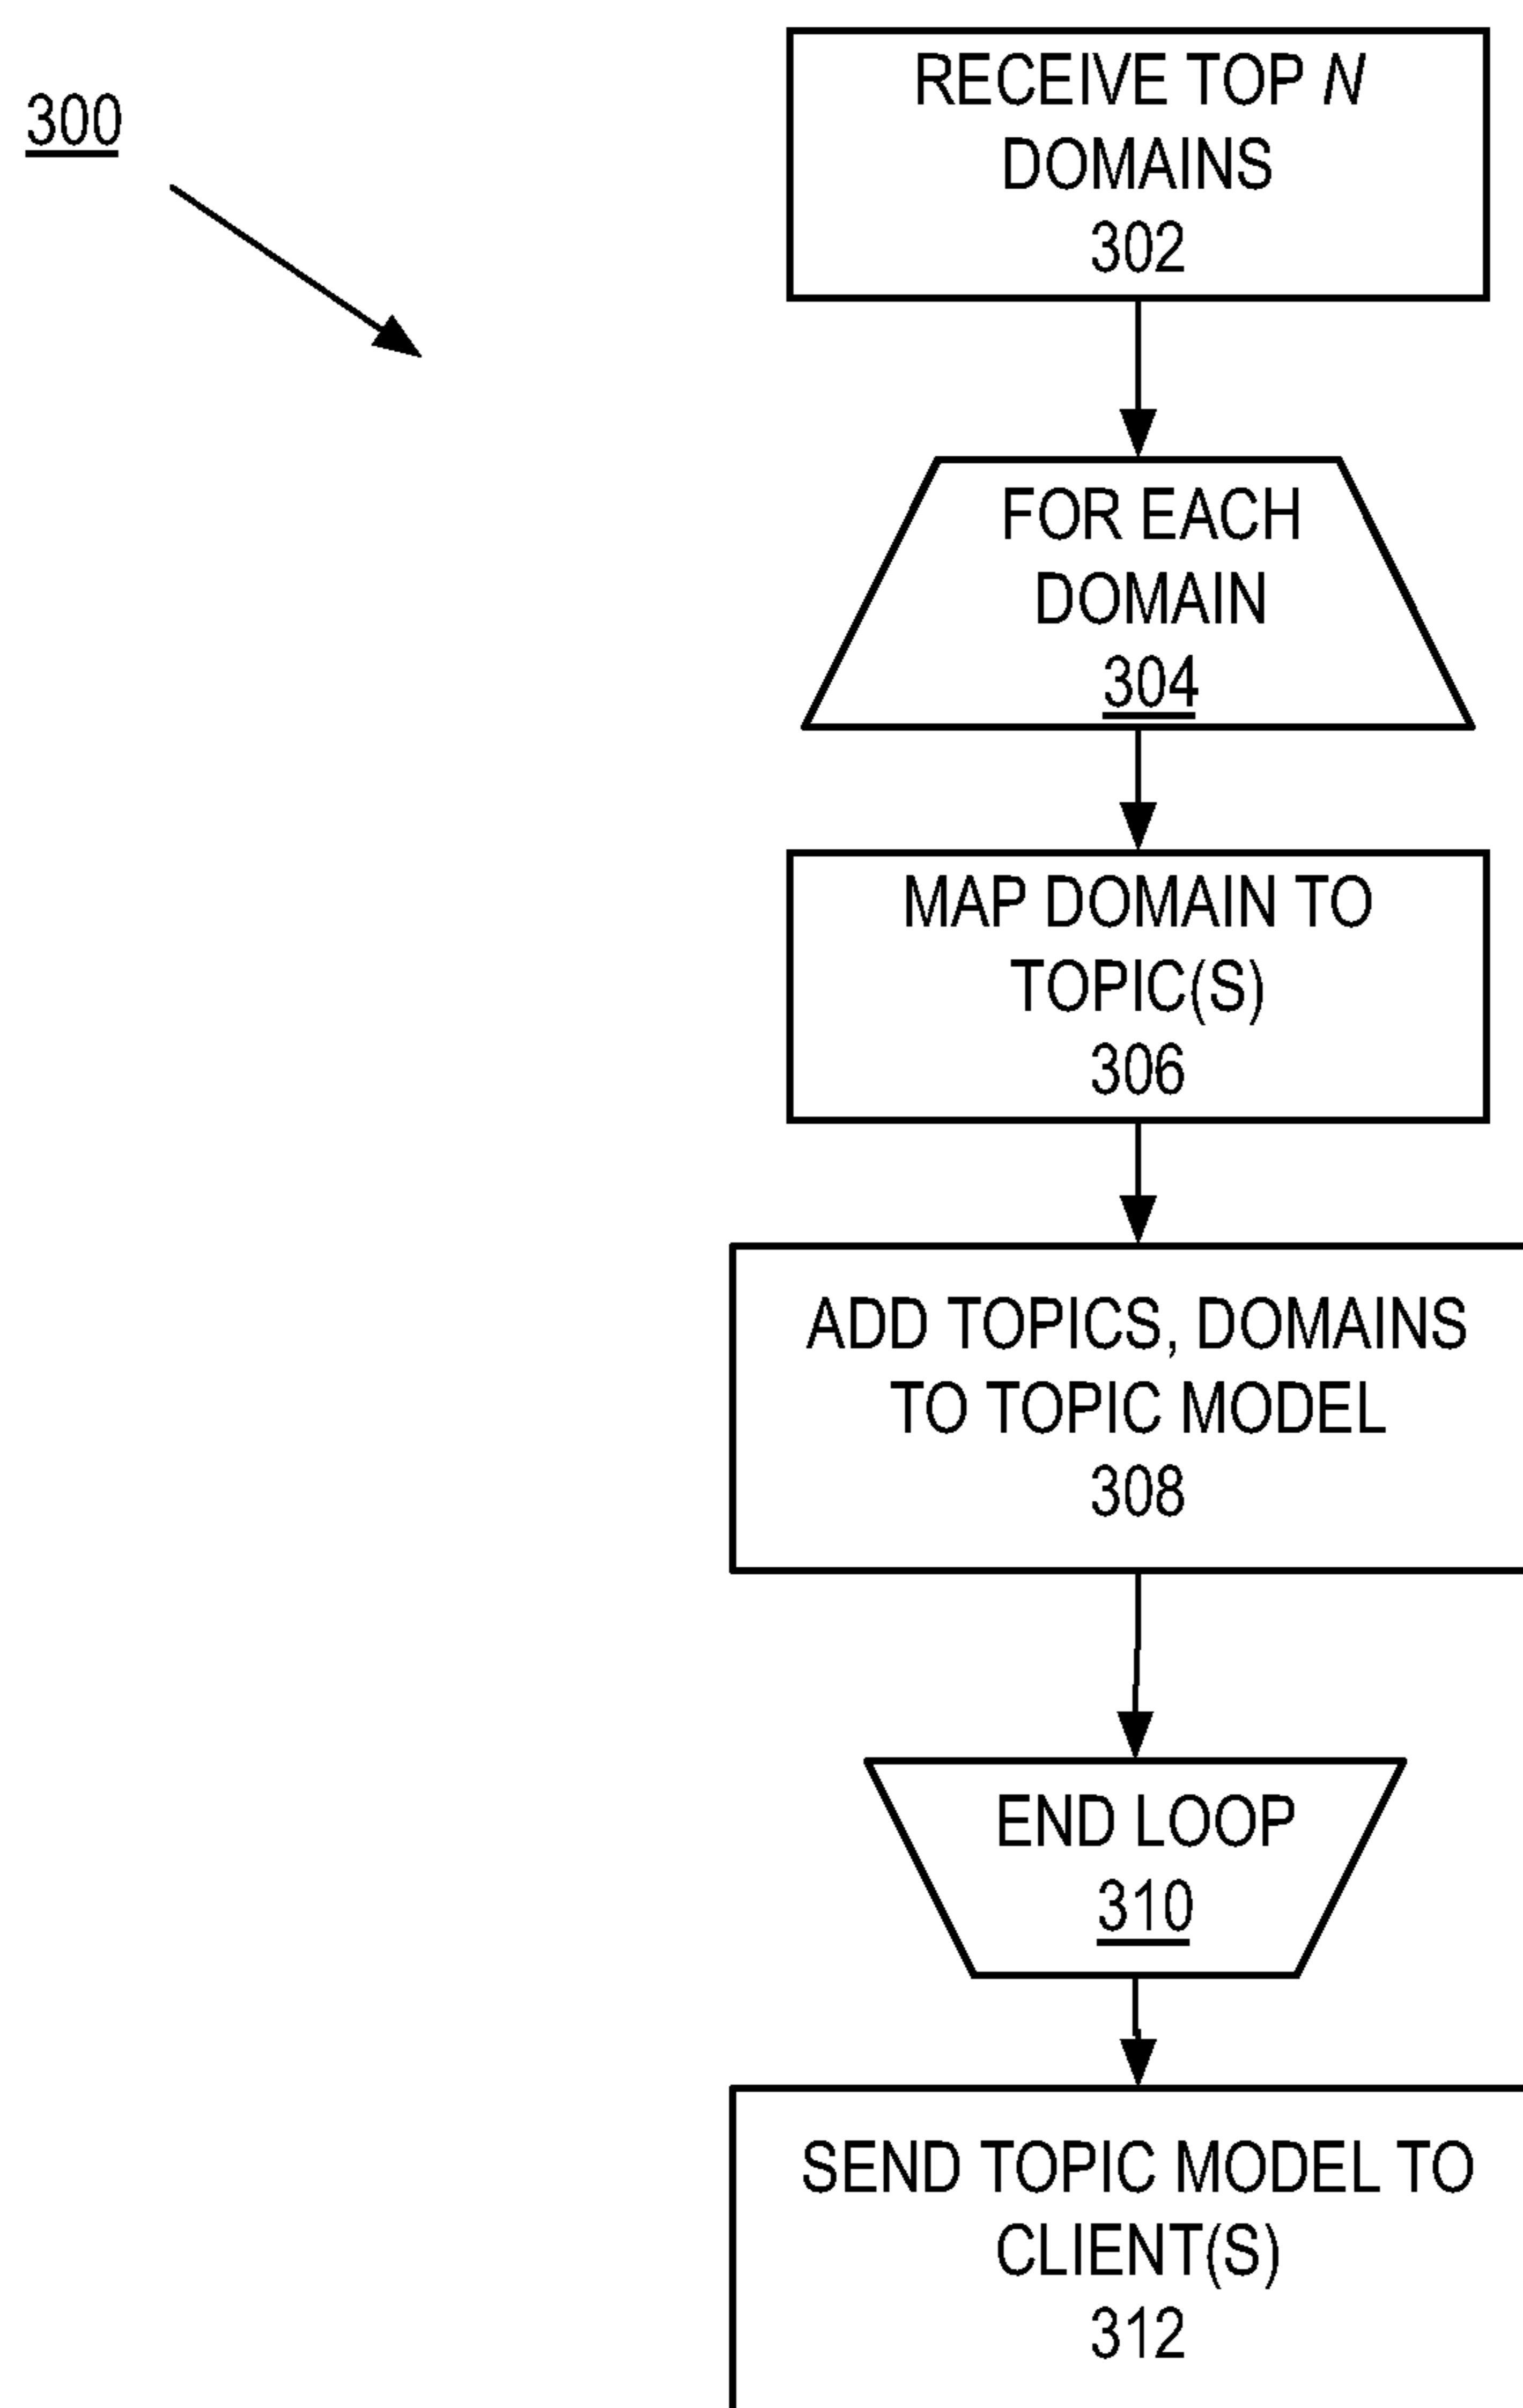 300
RECEIVE TOP N
DOMAINS
302
FOR EACH
DOMAIN
304
MAP DOMAIN TO
TOPIC(S)
306
ADD TOPICS, DOMAINS
TO TOPIC MODEL
308
END LOOP
310
SEND TOPIC MODEL TO
CLIENT(S)
312